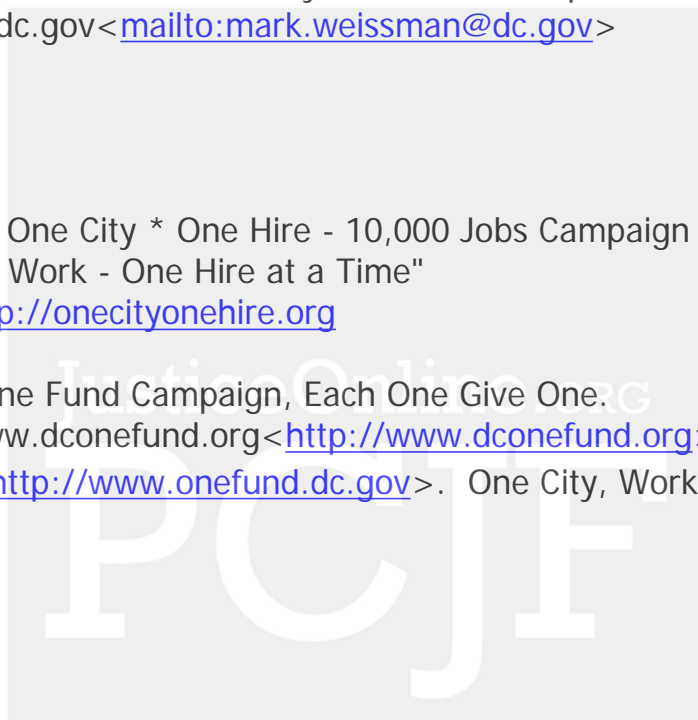 dc.gov<mailto:mark.weissman@dc.gov>
One City * One Hire - 10,000 Jobs Campaign
Work - One Hire at a Time"
p://onecityonehire.org
ne Fund Campaign, Each One Give One.
JusticeOnline.ORG
w.dconefund.org<http://www.dconefund.org>
http://www.onefund.dc.gov>. One City, Work
PCJF